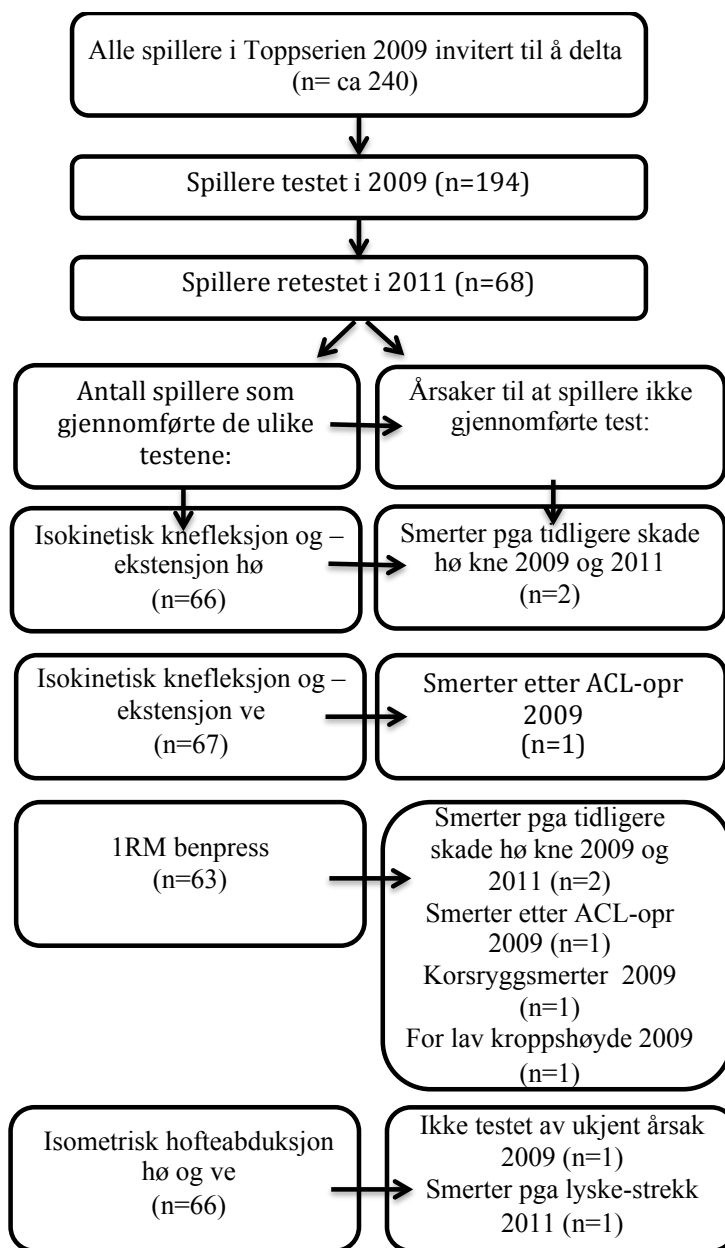 Alle spillere i Toppserien 2009 invitert til å delta
(n= ca 240)
Spillere testet i 2009 (n=194)
Spillere retestet i 2011 (n=68)
Antall spillere som
gjennomførte de ulike
testene:
Årsaker til at spillere ikke
gjennomførte test:
Isokinetisk knefleksjon og –
ekstensjon hø
(n=66)
Smerter pga tidligere skade
hø kne 2009 og 2011
(n=2)
Isokinetisk knefleksjon og –
ekstensjon ve
(n=67)
Smerter etter ACL-opr
2009
(n=1)
1RM benpress
(n=63)
Smerter pga tidligere
skade hø kne 2009 og
2011 (n=2)
Smerter etter ACL-opr
2009 (n=1)
Korsryggsmerter 2009
(n=1)
For lav kroppshøyde 2009
(n=1)
Isometrisk hofteabduksjon
hø og ve
(n=66)
Ikke testet av ukjent årsak
2009 (n=1)
Smerter pga lyske-strekk
2011 (n=1)